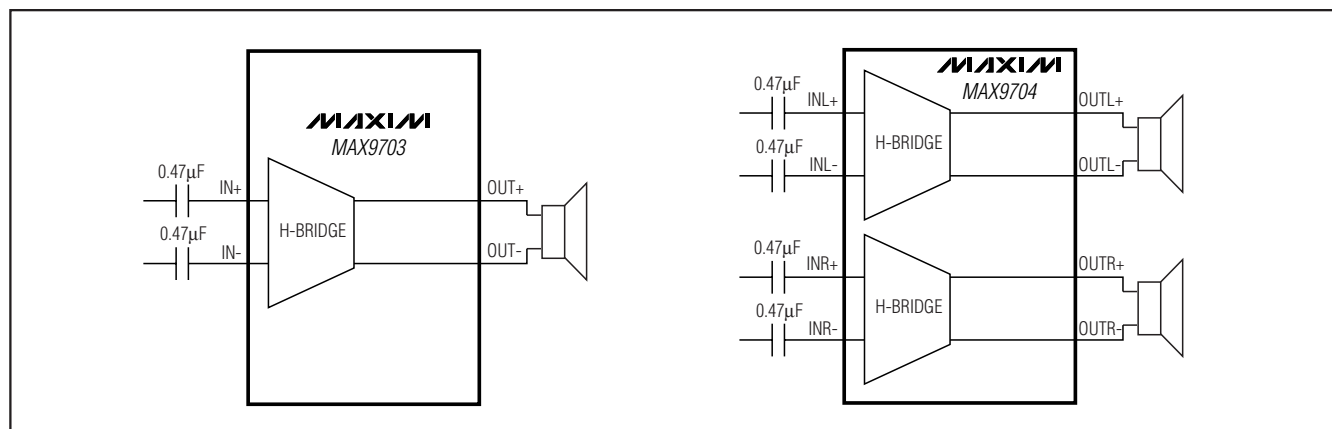 MAXIM
MAX9703
0.47µF
IN+
0.47µF
IN-
H-BRIDGE
OUT+
OUT-
MAXIM
MAX9704
0.47µF
INL+
0.47µF
INL-
H-BRIDGE
OUTL+
OUTL-
0.47µF
INR+
0.47µF
INR-
H-BRIDGE
OUTR+
OUTR-